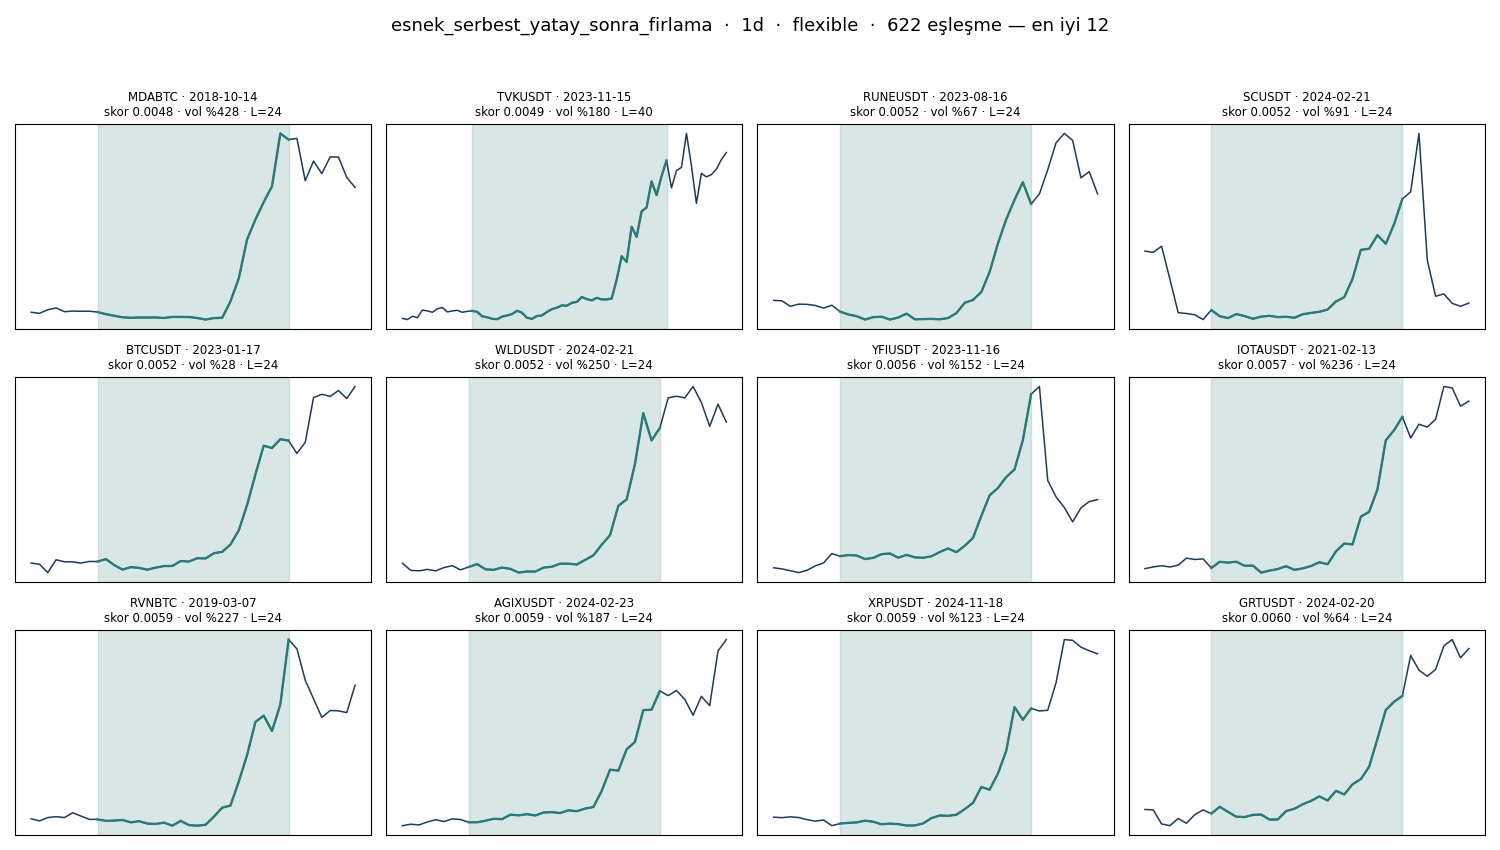 esnek_serbest_yatay_sonra_firlama · 1d · flexible · 622 eşleşme — en iyi 12
MDABTC · 2018-10-14
skor 0.0048 · vol %428 · L=24
TVKUSDT · 2023-11-15
skor 0.0049 · vol %180 · L=40
RUNEUSDT · 2023-08-16
skor 0.0052 · vol %67 · L=24
SCUSDT · 2024-02-21
skor 0.0052 · vol %91 · L=24
BTCUSDT · 2023-01-17
skor 0.0052 · vol %28 · L=24
WLDUSDT · 2024-02-21
skor 0.0052 · vol %250 · L=24
YFIUSDT · 2023-11-16
skor 0.0056 · vol %152 · L=24
IOTAUSDT · 2021-02-13
skor 0.0057 · vol %236 · L=24
RVNBTC · 2019-03-07
skor 0.0059 · vol %227 · L=24
AGIXUSDT · 2024-02-23
skor 0.0059 · vol %187 · L=24
XRPUSDT · 2024-11-18
skor 0.0059 · vol %123 · L=24
GRTUSDT · 2024-02-20
skor 0.0060 · vol %64 · L=24